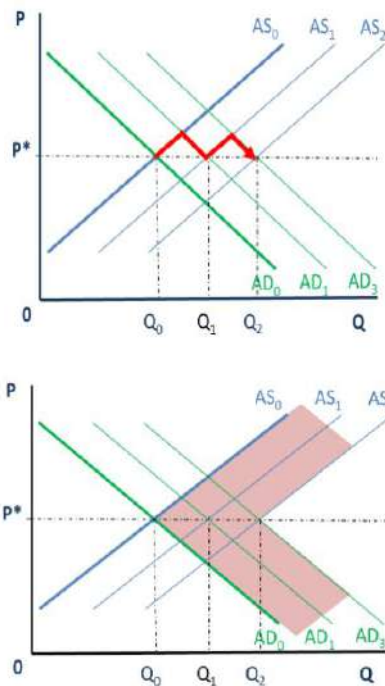 P
AS₀
AS₁
AS₂
P*
AD₀
AD₁
AD₃
0
Q₀
Q₁
Q₂
Q
P
AS₀
AS₁
AS
P*
AD₀
AD₁
AD₃
0
Q₀
Q₁
Q₂
Q